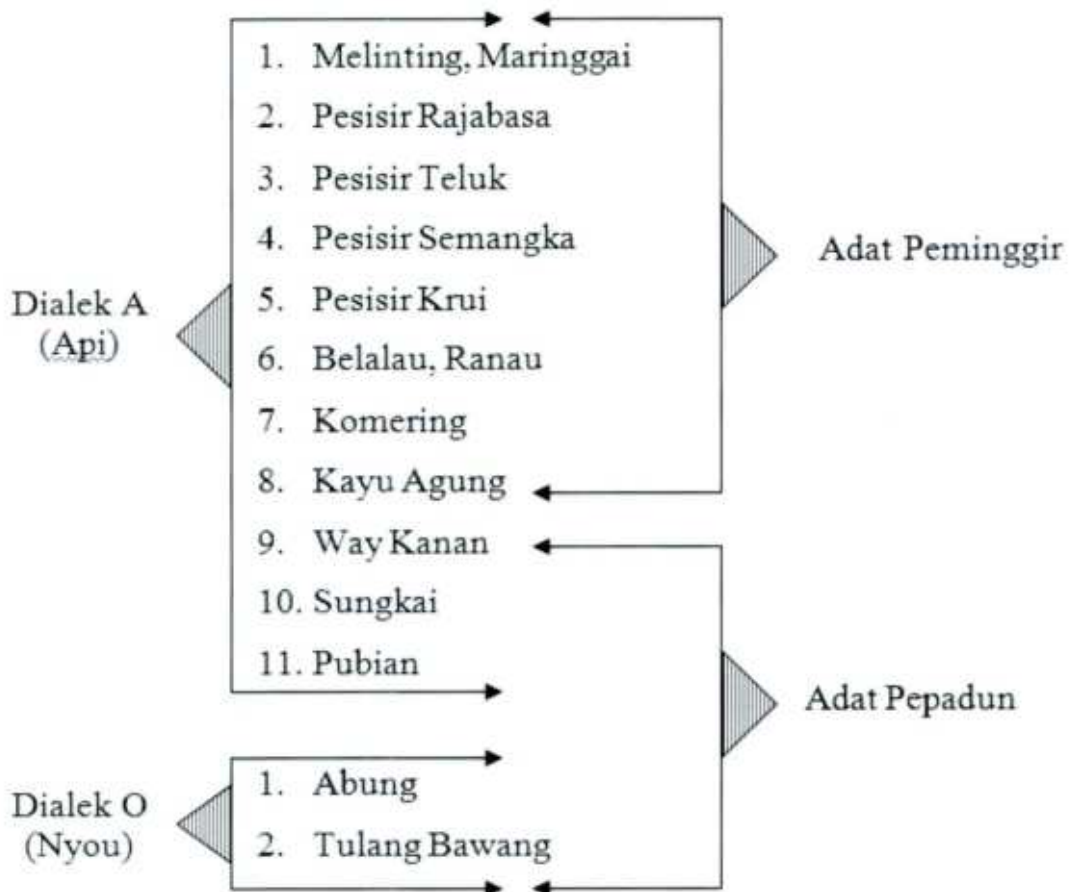 1. Melinting, Maringgai
2. Pesisir Rajabasa
3. Pesisir Teluk
4. Pesisir Semangka
5. Pesisir Krui
6. Belalau, Ranau
7. Komering
8. Kayu Agung
9. Way Kanan
10. Sungkai
11. Pubian
Dialek A
(Api)
Adat Peminggir
1. Abung
2. Tulang Bawang
Dialek O
(Nyou)
Adat Pepadun